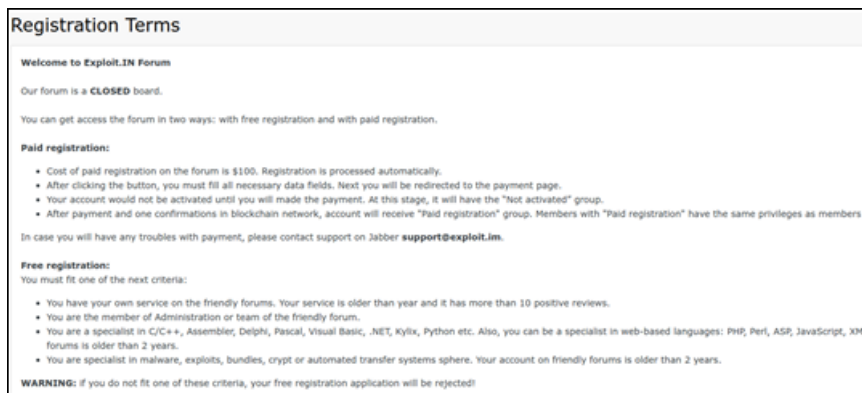 Registration Terms
Welcome to Exploit.IN Forum
Our forum is a CLOSED board.
You can get access the forum in two ways: with free registration and with paid registration.
Paid registration:
• Cost of paid registration on the forum is $100. Registration is processed automatically.
• After clicking the button, you must fill all necessary data fields. Next you will be redirected to the payment page.
• Your account would not be activated until you will made the payment. At this stage, it will have the "Not activated" group.
• After payment and one confirmations in blockchain network, account will receive "Paid registration" group. Members with "Paid registration" have the same privileges as members
In case you will have any troubles with payment, please contact support on Jabber support@exploit.im.
Free registration:
You must fit one of the next criteria:
• You have your own service on the friendly forums. Your service is older than year and it has more than 10 positive reviews.
• You are the member of Administration or team of the friendly forum.
• You are a specialist in C/C++, Assembler, Delphi, Pascal, Visual Basic, .NET, Kylix, Python etc. Also, you can be a specialist in web-based languages: PHP, Perl, ASP, JavaScript, XM
forums is older than 2 years.
• You are specialist in malware, exploits, bundles, crypt or automated transfer systems sphere. Your account on friendly forums is older than 2 years.
WARNING: if you do not fit one of these criteria, your free registration application will be rejected!